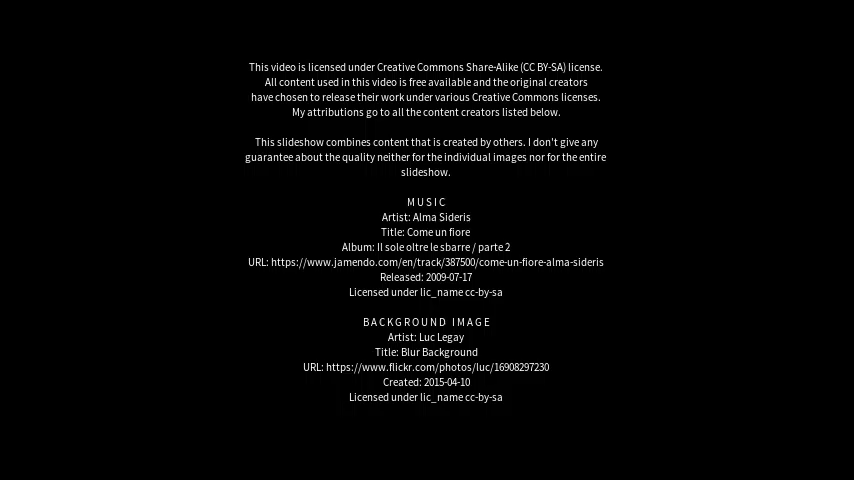 This video is licensed under Creative Commons Share-Alike (CC BY-SA) license.
All content used in this video is free available and the original creators
have chosen to release their work under various Creative Commons licenses.
My attributions go to all the content creators listed below.
This slideshow combines content that is created by others. I don't give any
guarantee about the quality neither for the individual images nor for the entire
slideshow.
MUSIC
Artist: Alma Sideris
Title: Come un fiore
Album: Il sole oltre le sbarre / parte 2
URL: https://www.jamendo.com/en/track/387500/come-un-fiore-alma-sideris
Released: 2009-07-17
Licensed under lic_name cc-by-sa
BACKGROUND IMAGE
Artist: Luc Legay
Title: Blur Background
URL: https://www.flickr.com/photos/luc/16908297230
Created: 2015-04-10
Licensed under lic_name cc-by-sa